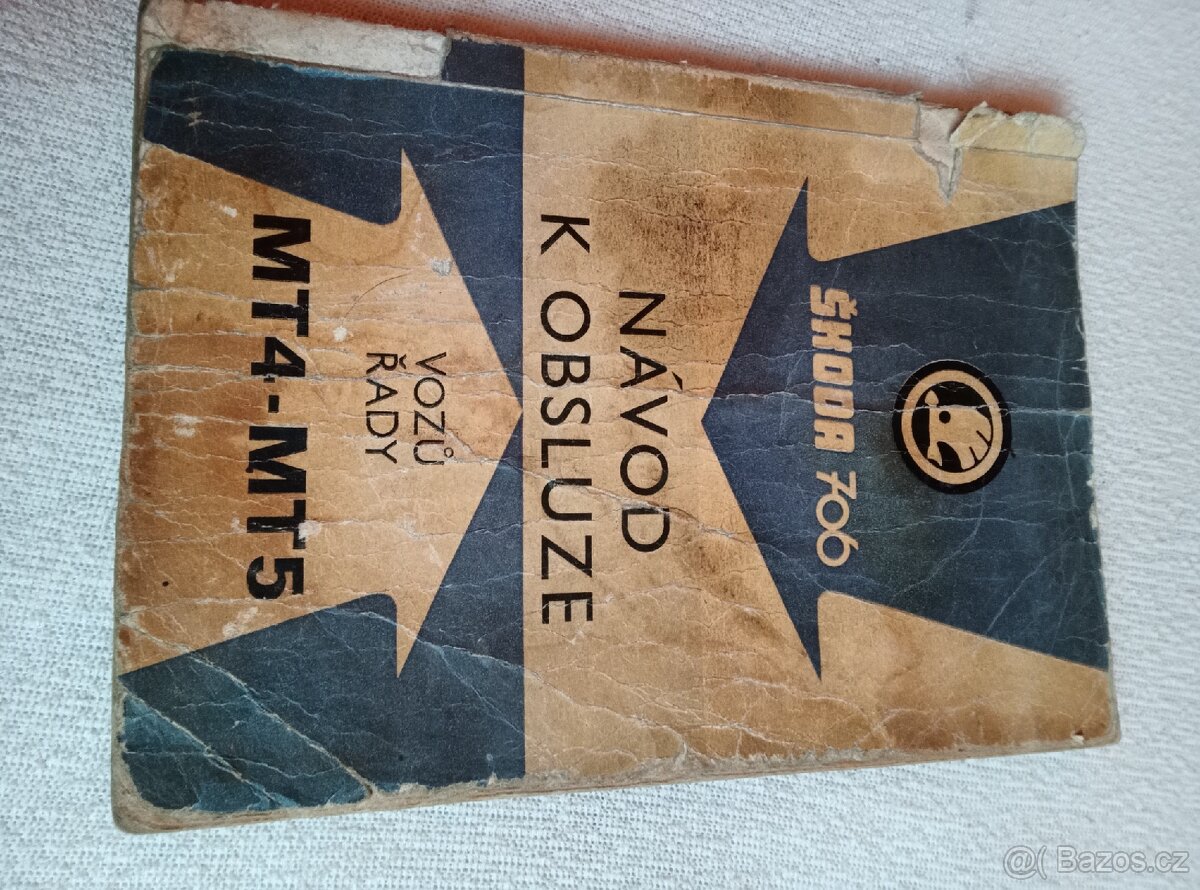 ŠKODA 706
NÁVOD
K OBSLUZE
VOZŮ
ŘADY
MT4-MT5
@( Bazos.cz